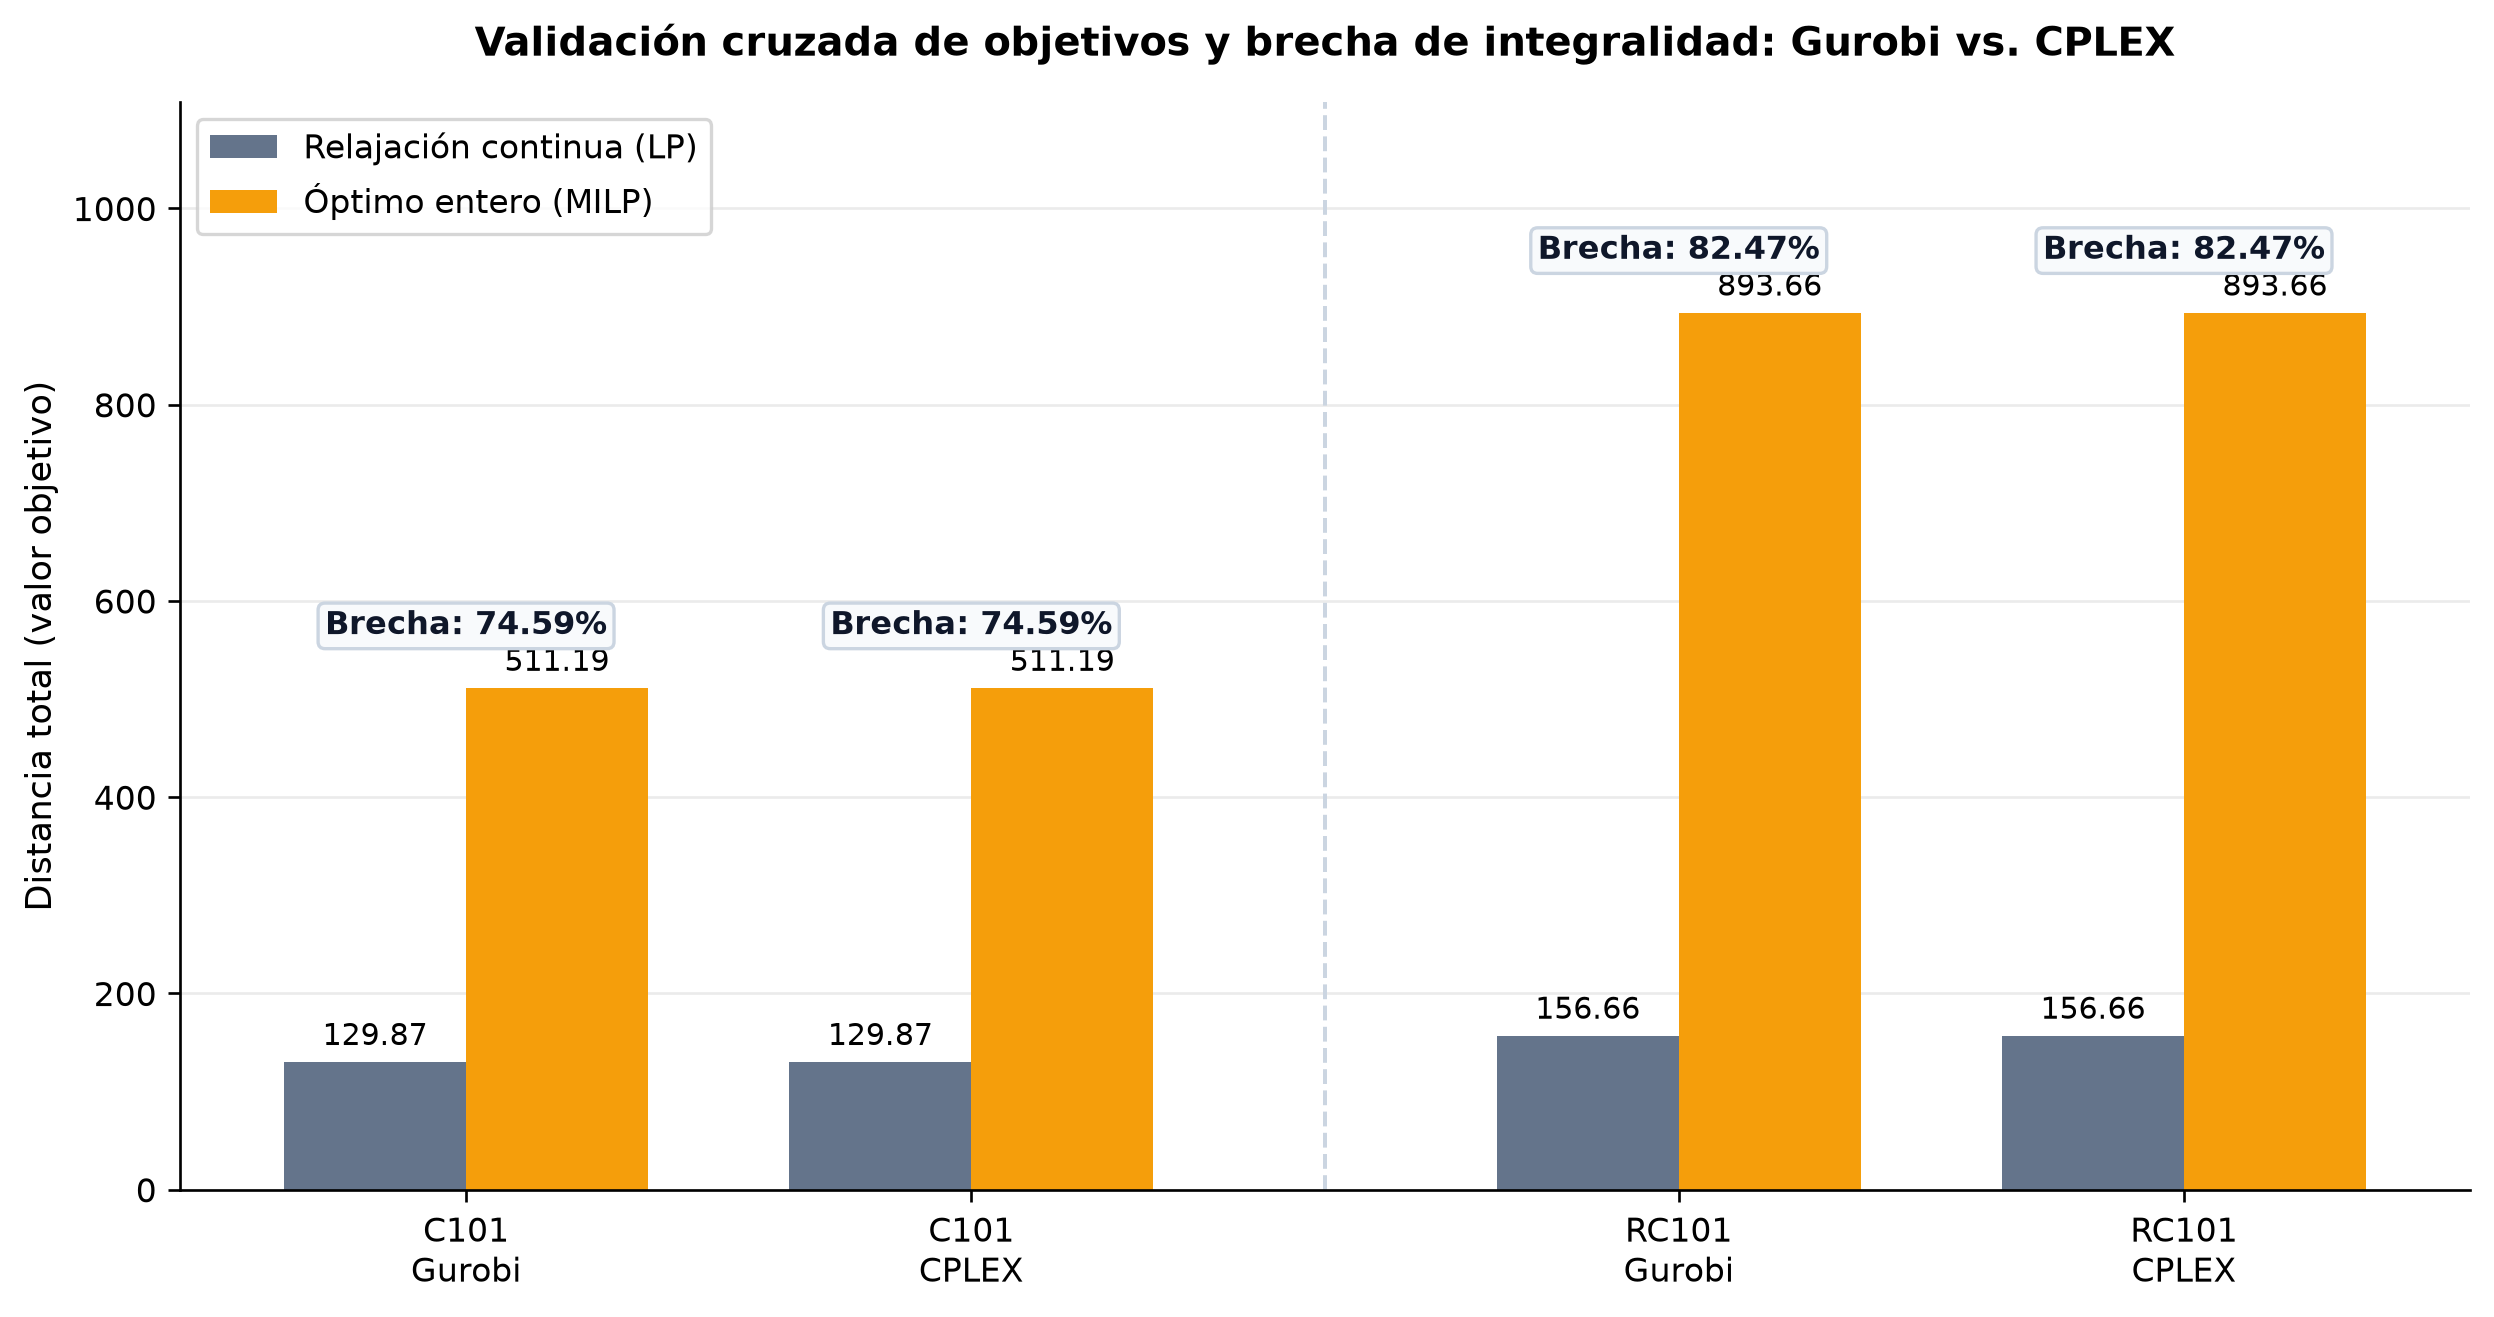 Validación cruzada de objetivos y brecha de integralidad: Gurobi vs. CPLEX
Relajación continua (LP)
Óptimo entero (MILP)
Distancia total (valor objetivo)
1000
800
600
400
200
0
Brecha: 74.59%
511.19
129.87
Brecha: 74.59%
511.19
129.87
Brecha: 82.47%
893.66
156.66
Brecha: 82.47%
893.66
156.66
C101
Gurobi
C101
CPLEX
RC101
Gurobi
RC101
CPLEX